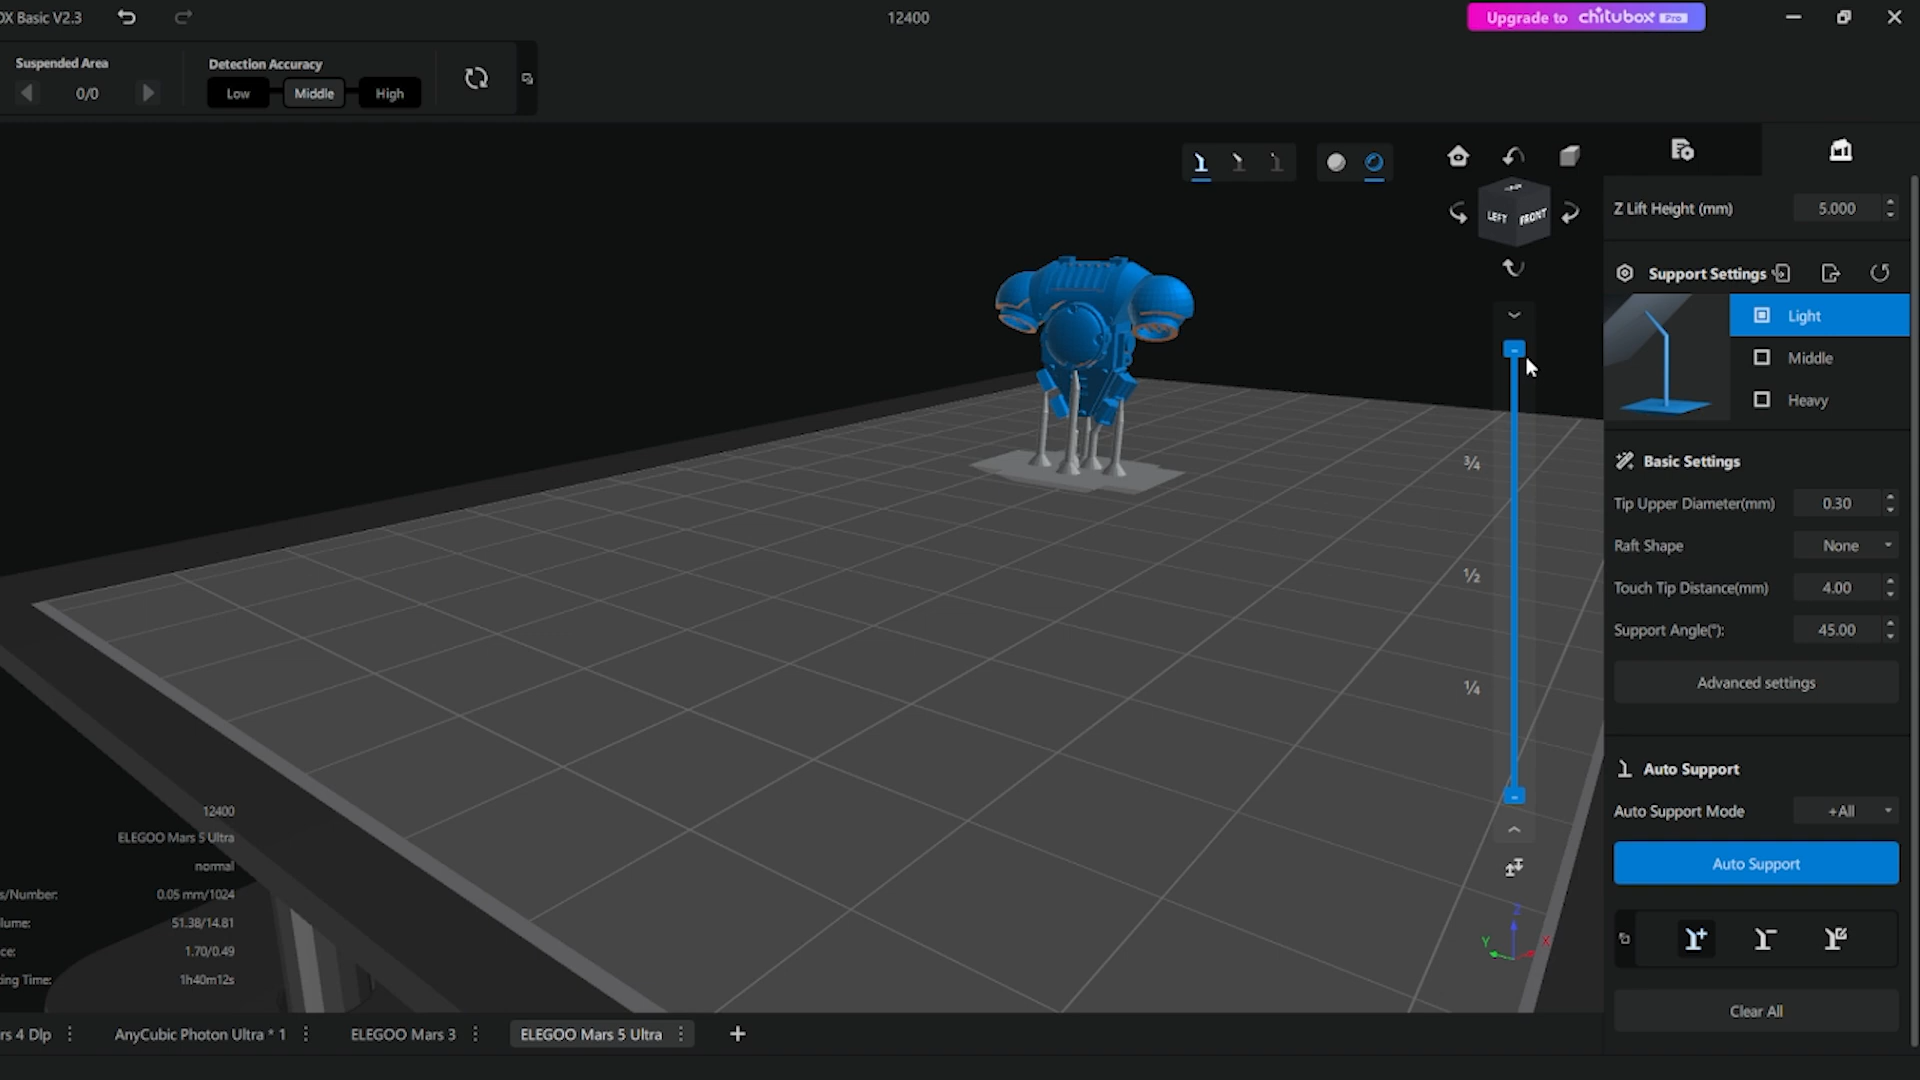 OX Basic V2.3
12400
Upgrade to chitubox Pro
Suspended Area
0/0
Detection Accuracy
Low
Middle
High
LEFT
FRONT
Z Lift Height (mm)
5.000
Support Settings
Light
Middle
Heavy
Basic Settings
Tip Upper Diameter(mm)
0.30
Raft Shape
None
Touch Tip Distance(mm)
4.00
Support Angle(°):
45.00
Advanced settings
Auto Support
Auto Support Mode
+All
Auto Support
Clear All
3/4
1/2
1/4
Z
Y
X
12400
ELEGOO Mars 5 Ultra
normal
s/Number:
0.05 mm/1024
lume:
51.38/14.81
ce:
1.70/0.49
ing Time:
1h40m12s
rs 4 Dlp
AnyCubic Photon Ultra * 1
ELEGOO Mars 3
ELEGOO Mars 5 Ultra